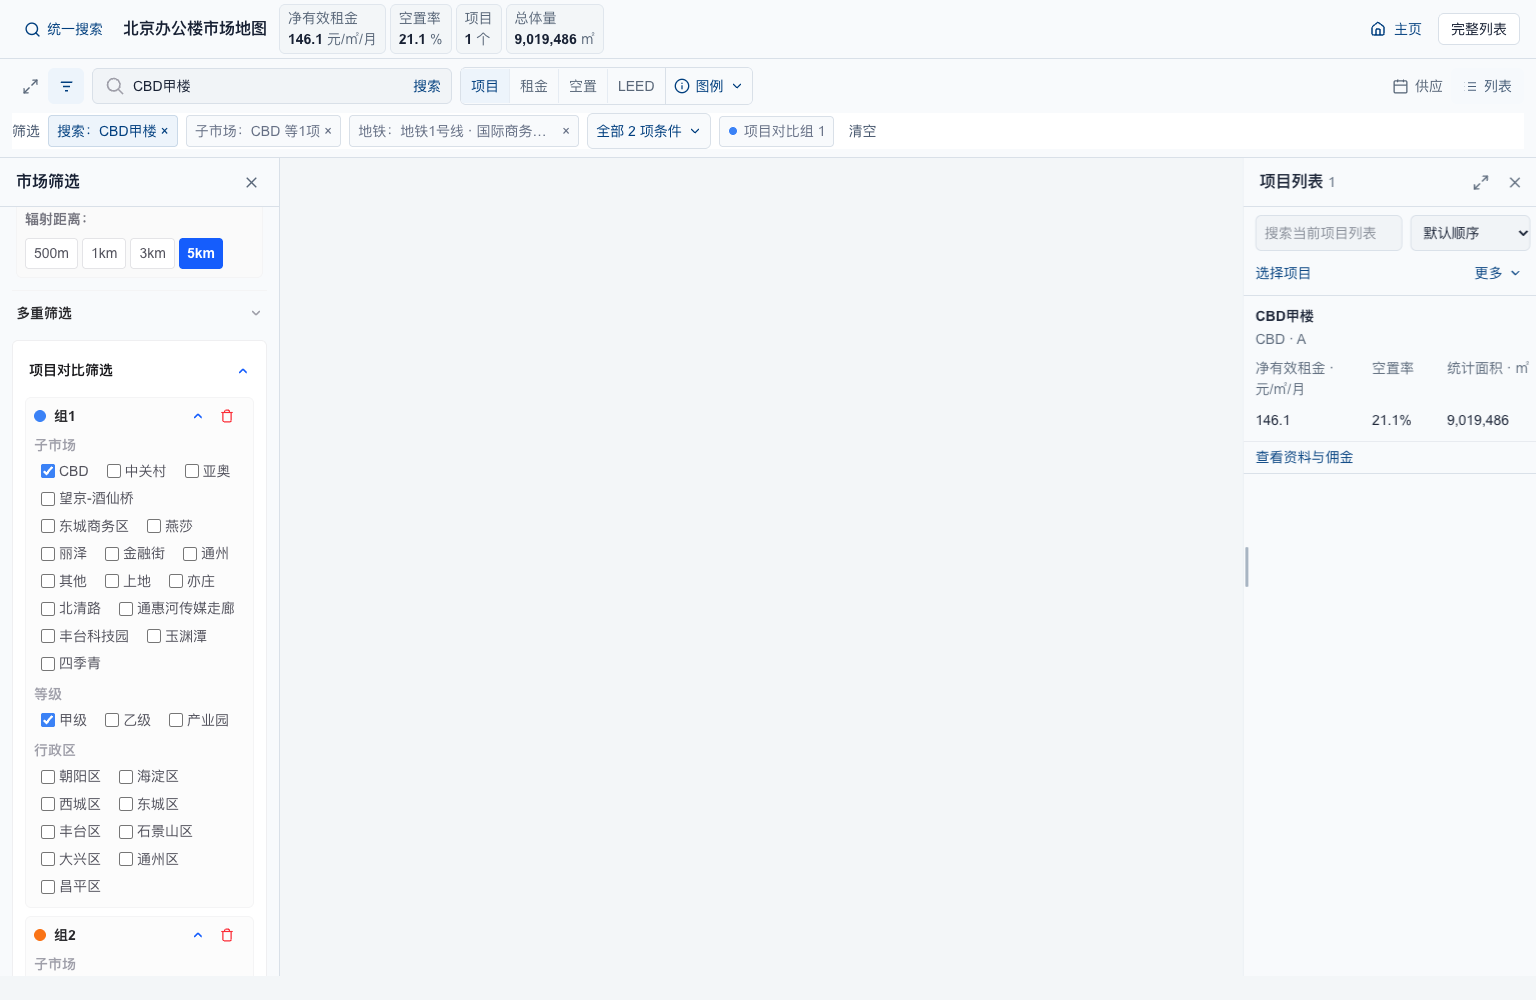 统一搜索
北京办公楼市场地图
净有效租金
146.1 元/㎡/月
空置率
21.1 %
项目
1 个
总体量
9,019,486 ㎡
主页
完整列表
CBD甲楼
搜索
项目
租金
空置
LEED
图例
供应
列表
筛选
搜索：CBD甲楼 ×
子市场：CBD 等1项 ×
地铁：地铁1号线 · 国际商务… ×
全部 2 项条件
项目对比组 1
清空
市场筛选
辐射距离：
500m
1km
3km
5km
多重筛选
项目对比筛选
组1
子市场
CBD 中关村 亚奥
望京-酒仙桥
东城商务区 燕莎
丽泽 金融街 通州
其他 上地 亦庄
北清路 通惠河传媒走廊
丰台科技园 玉渊潭
四季青
等级
甲级 乙级 产业园
行政区
朝阳区 海淀区
西城区 东城区
丰台区 石景山区
大兴区 通州区
昌平区
组2
子市场
项目列表 1
搜索当前项目列表
默认顺序
选择项目
更多
CBD甲楼
CBD · A
净有效租金 · 元/㎡/月
空置率
统计面积 · ㎡
146.1
21.1%
9,019,486
查看资料与佣金